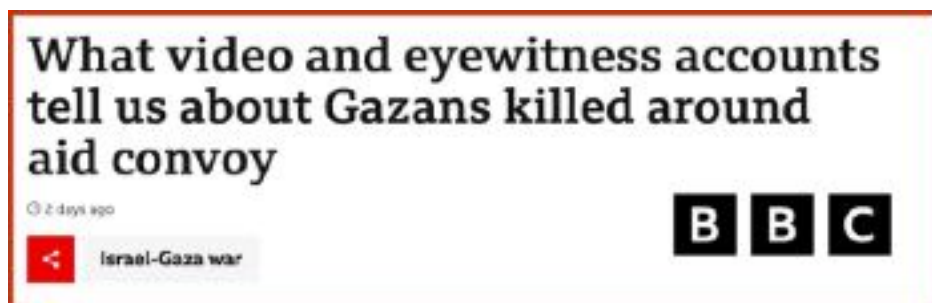 What video and eyewitness accounts
tell us about Gazans killed around
aid convoy
2 days ago
BBC
Israel-Gaza war